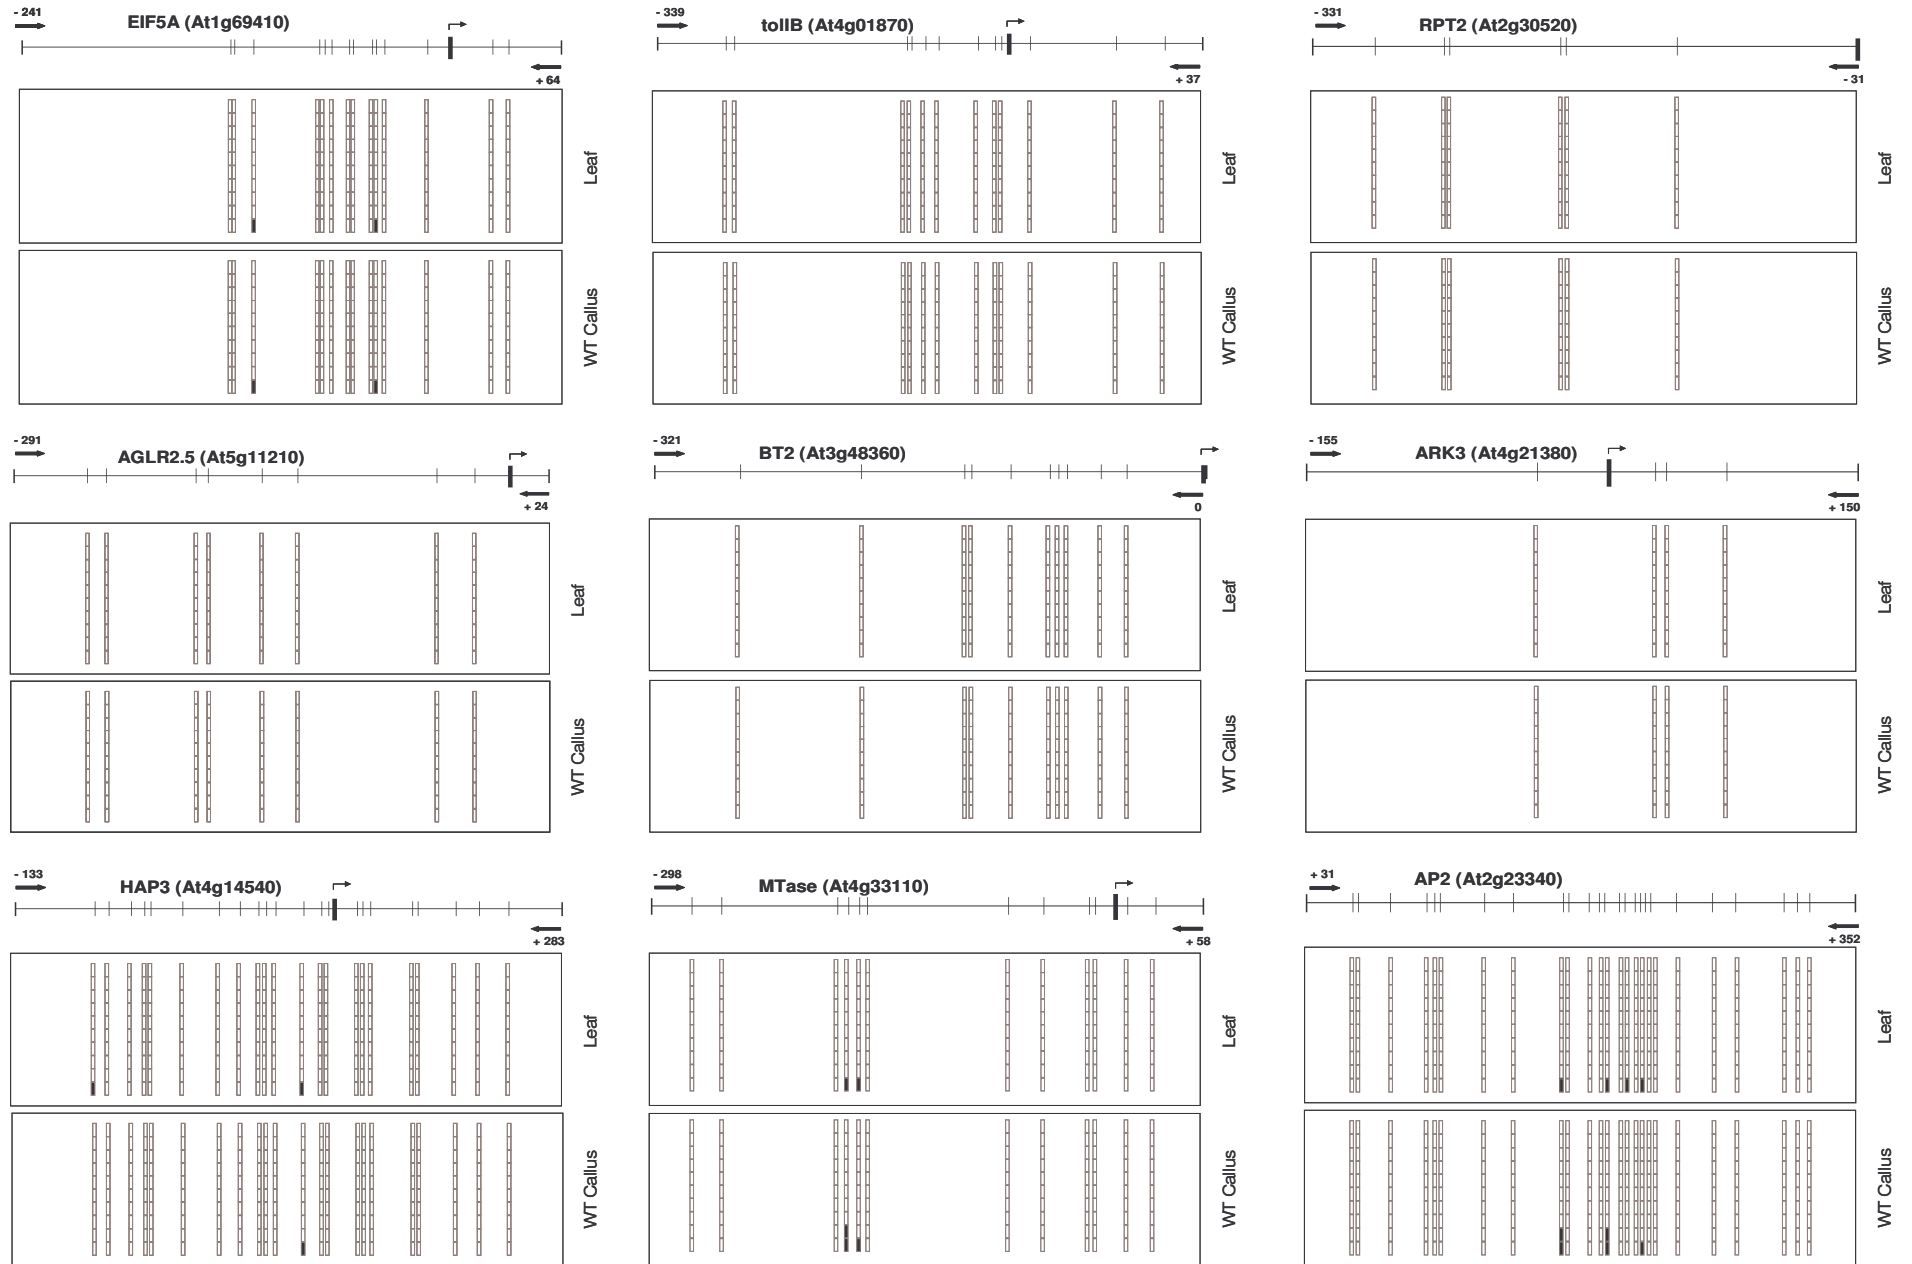 - 241
EIF5A (At1g69410)
+ 64
Leaf
WT Callus
- 339
tolIB (At4g01870)
+ 37
Leaf
WT Callus
- 331
RPT2 (At2g30520)
- 31
Leaf
WT Callus
- 291
AGLR2.5 (At5g11210)
+ 24
Leaf
WT Callus
- 321
BT2 (At3g48360)
0
Leaf
WT Callus
- 155
ARK3 (At4g21380)
+ 150
Leaf
WT Callus
- 133
HAP3 (At4g14540)
+ 283
Leaf
WT Callus
- 298
MTase (At4g33110)
+ 58
Leaf
WT Callus
+ 31
AP2 (At2g23340)
+ 352
Leaf
WT Callus